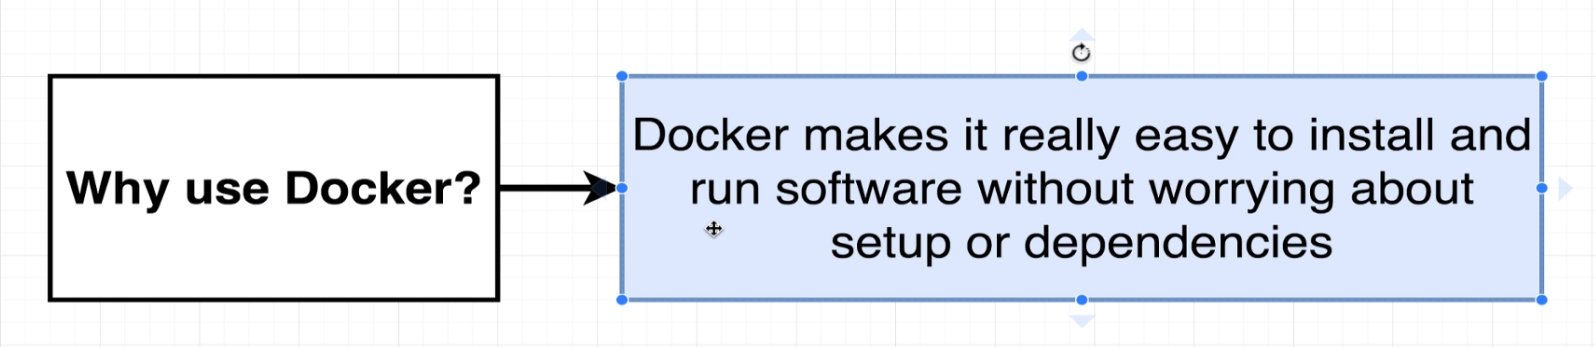 Why use Docker?
Docker makes it really easy to install and
run software without worrying about
setup or dependencies